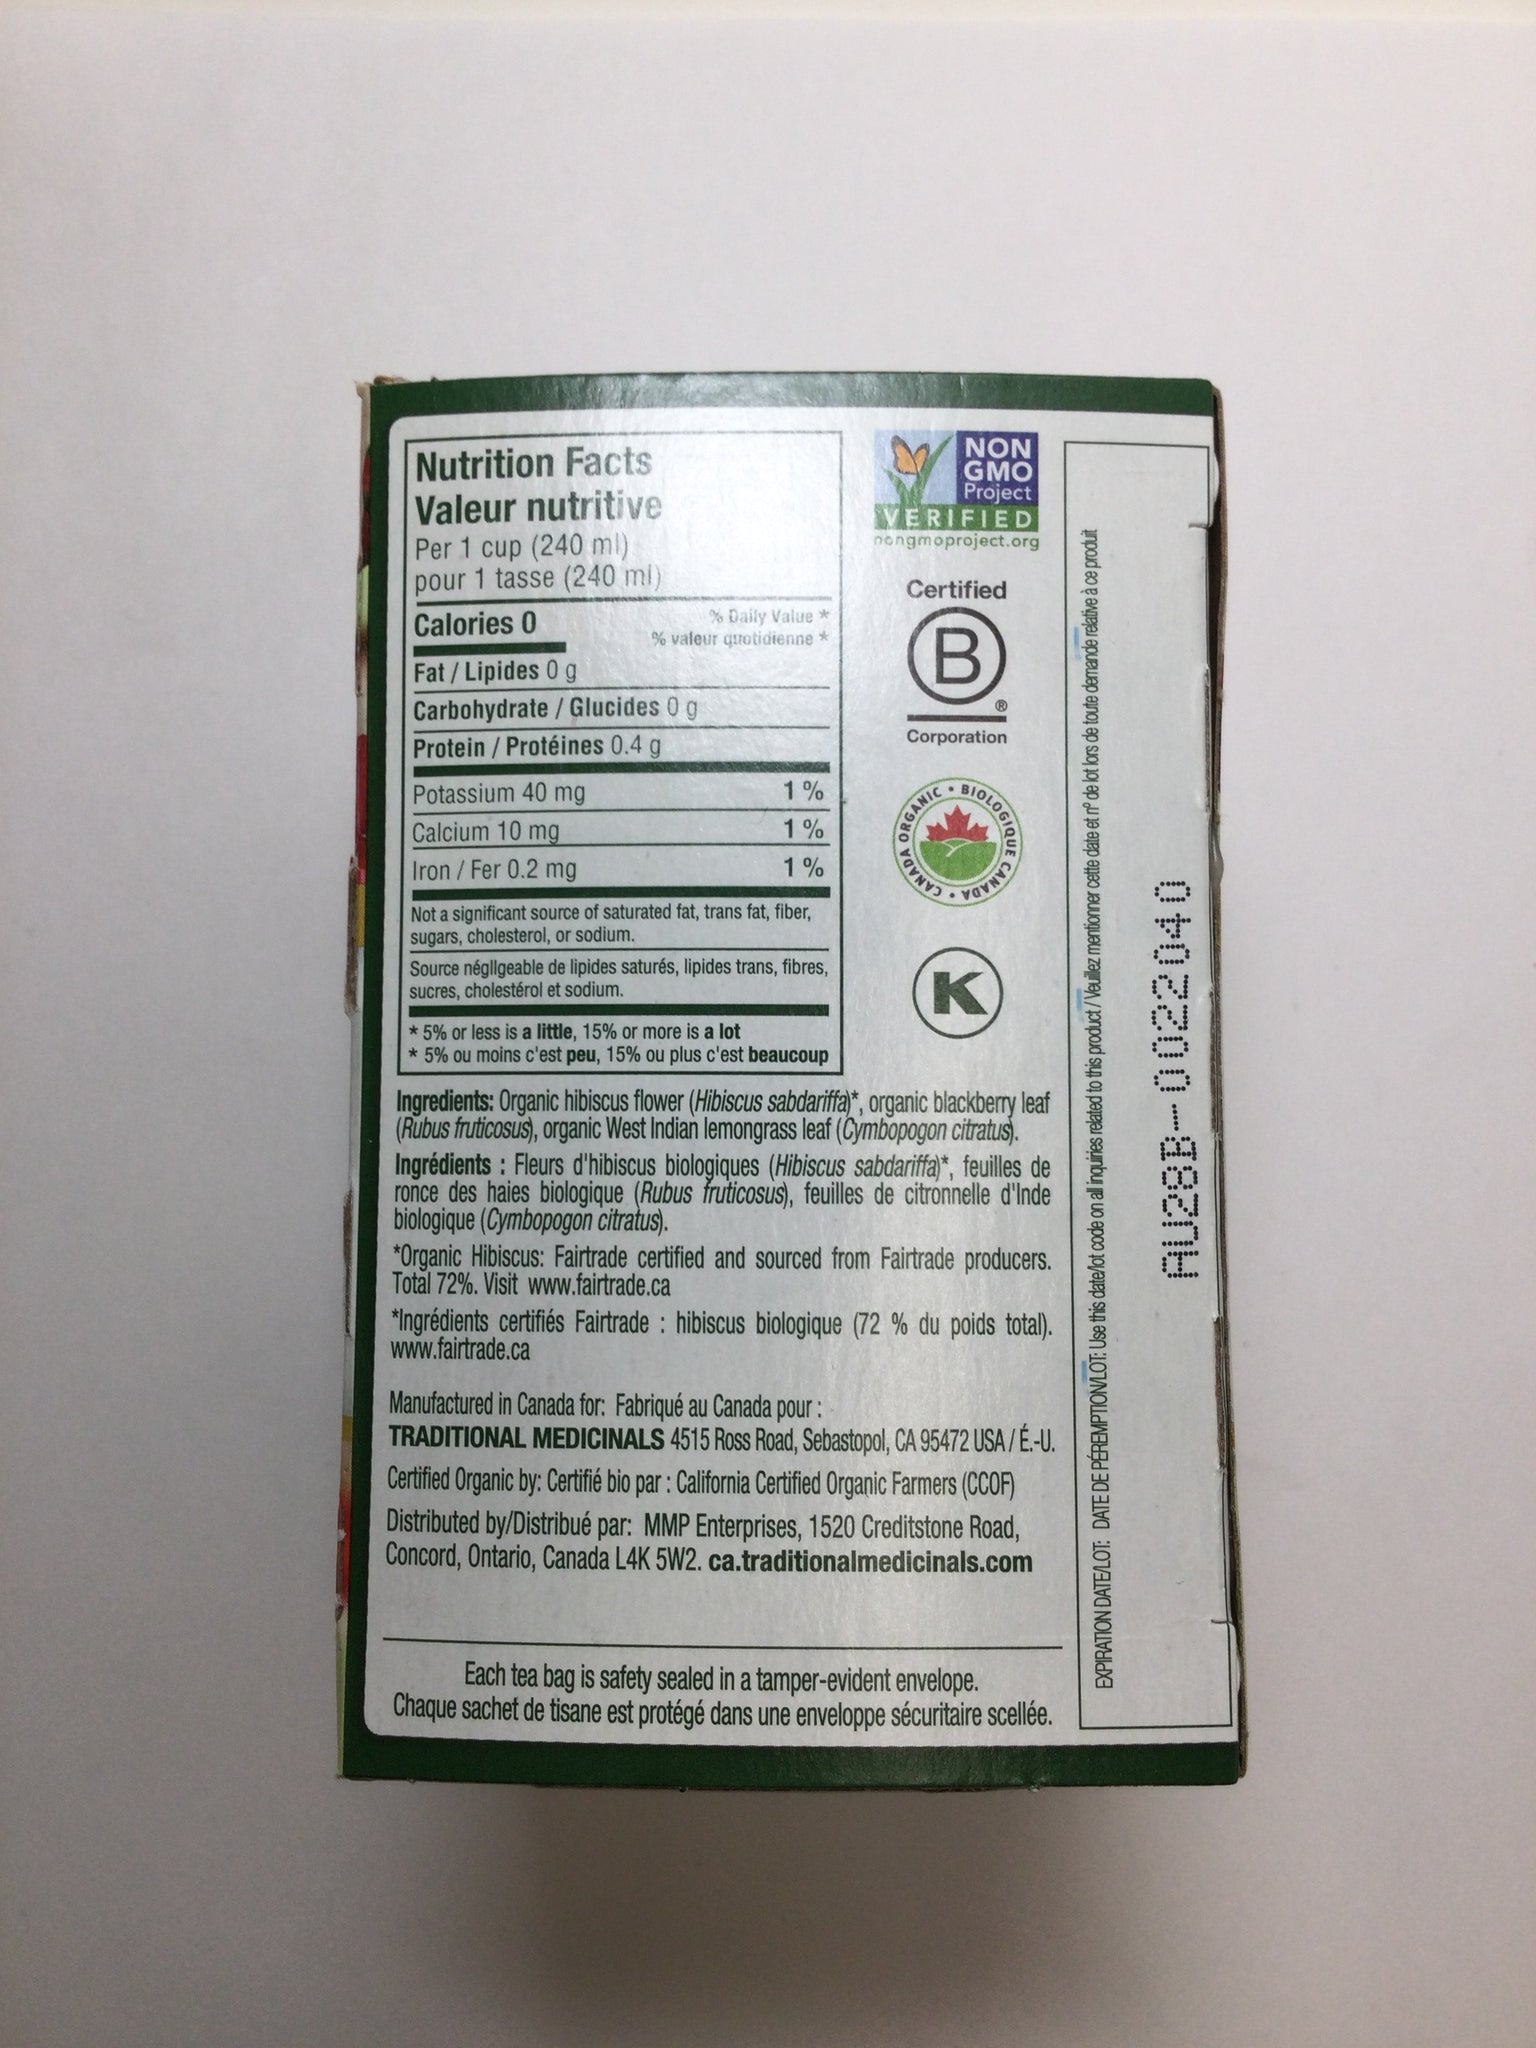 Nutrition Facts
Valeur nutritive
Per 1 cup (240 ml)
pour 1 tasse (240 ml)
Calories 0
% Daily Value *
% valeur quotidienne *
Fat / Lipides 0 g
Carbohydrate / Glucides 0 g
Protein / Protéines 0.4 g
Potassium 40 mg 1 %
Calcium 10 mg 1 %
Iron / Fer 0.2 mg 1 %
Not a significant source of saturated fat, trans fat, fiber,
sugars, cholesterol, or sodium.
Source négligeable de lipides saturés, lipides trans, fibres,
sucres, cholestérol et sodium.
* 5% or less is a little, 15% or more is a lot
* 5% ou moins c'est peu, 15% ou plus c'est beaucoup
NON
GMO
Project
VERIFIED
nongmoproject.org
Certified
B
®
Corporation
CANADA ORGANIC • BIOLOGIQUE CANADA •
K
Ingredients: Organic hibiscus flower (Hibiscus sabdariffa)*, organic blackberry leaf
(Rubus fruticosus), organic West Indian lemongrass leaf (Cymbopogon citratus).
Ingrédients : Fleurs d'hibiscus biologiques (Hibiscus sabdariffa)*, feuilles de
ronce des haies biologique (Rubus fruticosus), feuilles de citronnelle d'Inde
biologique (Cymbopogon citratus).
*Organic Hibiscus: Fairtrade certified and sourced from Fairtrade producers.
Total 72%. Visit www.fairtrade.ca
*Ingrédients certifiés Fairtrade : hibiscus biologique (72 % du poids total).
www.fairtrade.ca
Manufactured in Canada for: Fabriqué au Canada pour :
TRADITIONAL MEDICINALS 4515 Ross Road, Sebastopol, CA 95472 USA / É.-U.
Certified Organic by: Certifié bio par : California Certified Organic Farmers (CCOF)
Distributed by/Distribué par: MMP Enterprises, 1520 Creditstone Road,
Concord, Ontario, Canada L4K 5W2. ca.traditionalmedicinals.com
Each tea bag is safety sealed in a tamper-evident envelope.
Chaque sachet de tisane est protégé dans une enveloppe sécuritaire scellée.
EXPIRATION DATE/LOT: DATE DE PÉREMPTION/LOT: Use this date/lot code on all inquiries related to this product / Veuillez mentionner cette date et nº de lot lors de toute demande relative à ce produit
AU28B--0022040